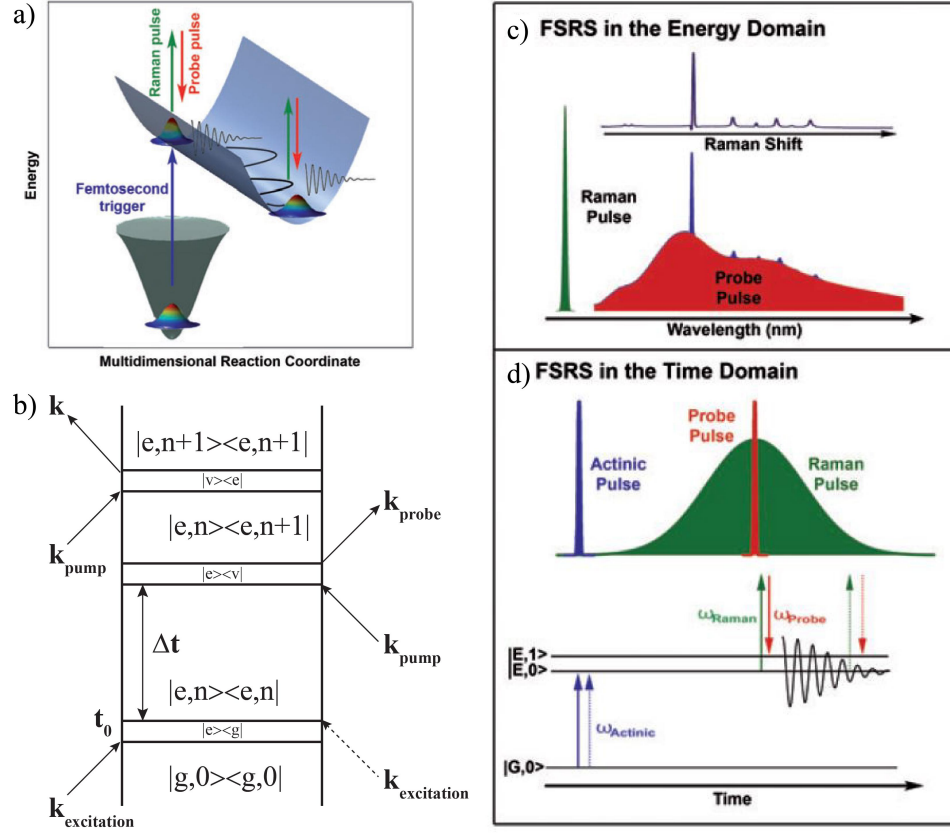 a)
Raman pulse
Probe pulse
Energy
Femtosecond
trigger
Multidimensional Reaction Coordinate
b)
k
|e,n+1><e,n+1|
|v><e|
|e,n><e,n+1|
k_probe
k_pump
|e><v|
Δt
k_pump
|e,n><e,n|
t₀
|e><g|
|g,0><g,0|
k_excitation
k_excitation
c) FSRS in the Energy Domain
Raman Shift
Raman
Pulse
Probe
Pulse
Wavelength (nm)
d) FSRS in the Time Domain
Probe
Pulse
Actinic
Pulse
Raman
Pulse
ω_Raman
ω_Probe
|E,1>
|E,0>
ω_Actinic
|G,0>
Time